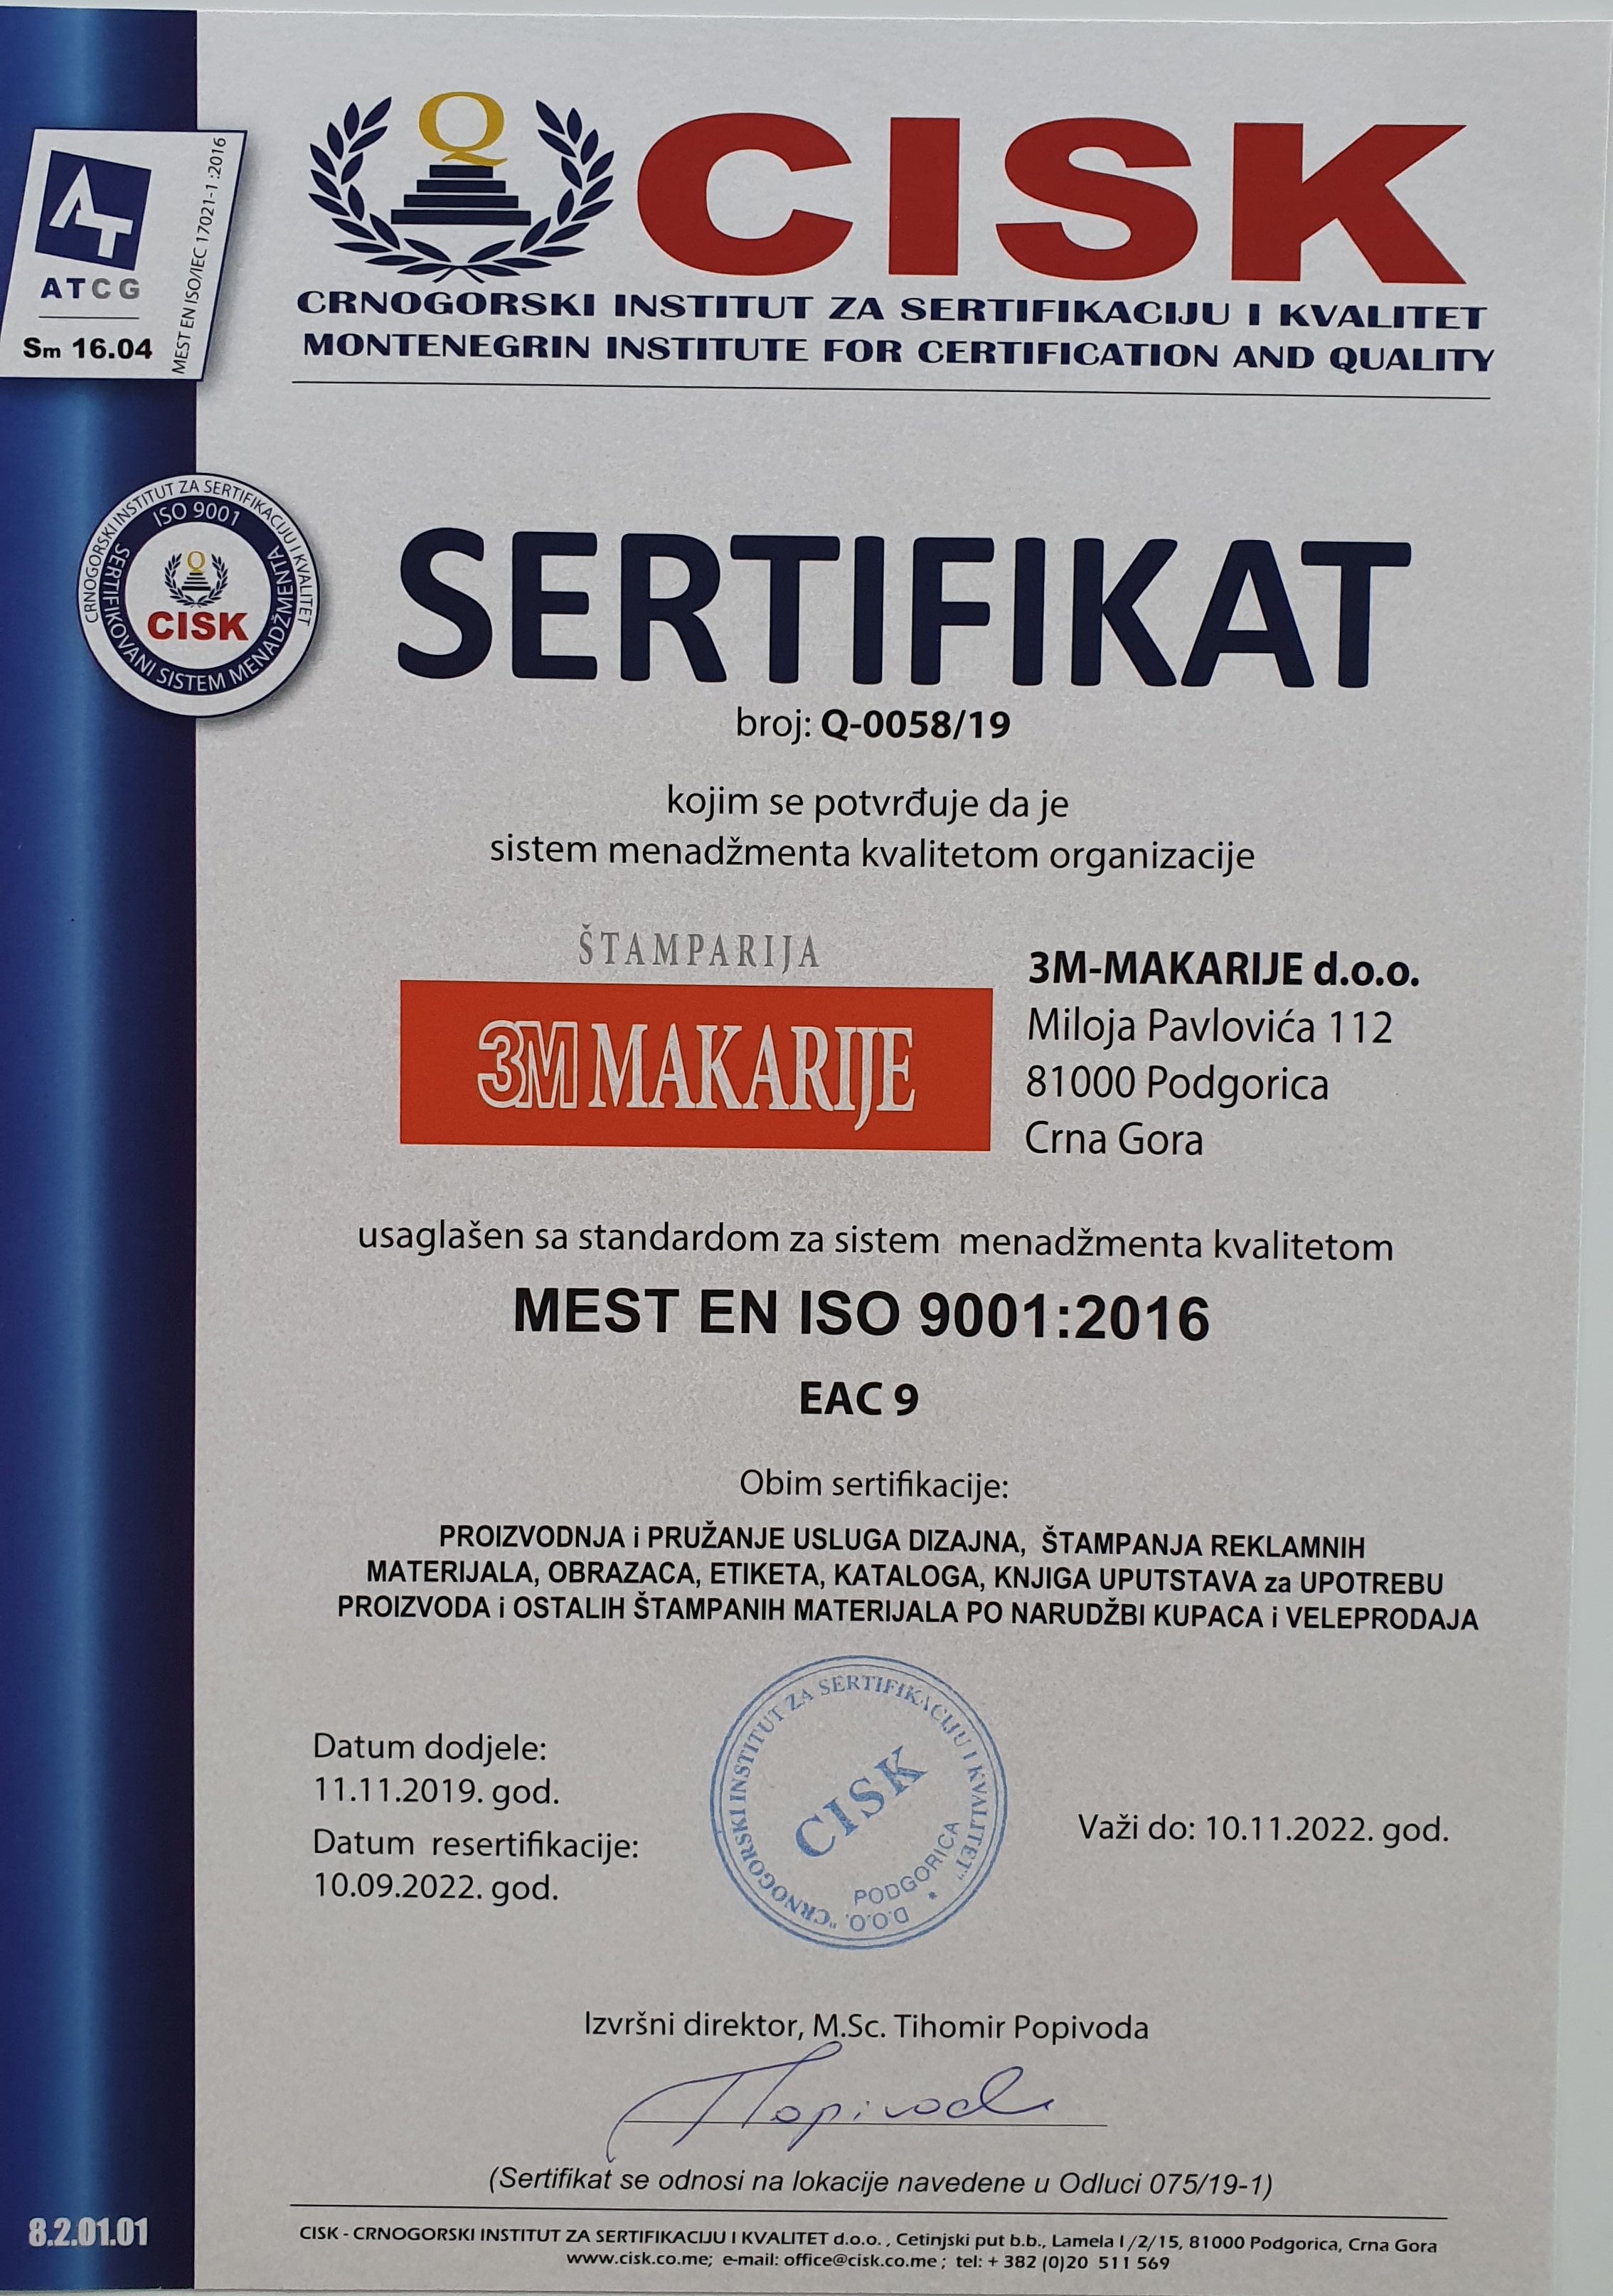 Q
CISK
CRNOGORSKI INSTITUT ZA SERTIFIKACIJU I KVALITET
MONTENEGRIN INSTITUTE FOR CERTIFICATION AND QUALITY
AT
ATCG
Sm 16.04
MEST EN ISO/IEC 17021-1:2016
CRNOGORSKI INSTITUT ZA SERTIFIKACIJU I KVALITET
ISO 9001
Q
CISK
SERTIFIKOVANI SISTEM MENADŽMENTA
SERTIFIKAT
broj: Q-0058/19
kojim se potvrđuje da je
sistem menadžmenta kvalitetom organizacije
ŠTAMPARIJA
3M MAKARIJE
3M-MAKARIJE d.o.o.
Miloja Pavlovića 112
81000 Podgorica
Crna Gora
usaglašen sa standardom za sistem menadžmenta kvalitetom
MEST EN ISO 9001:2016
EAC 9
Obim sertifikacije:
PROIZVODNJA i PRUŽANJE USLUGA DIZAJNA, ŠTAMPANJA REKLAMNIH
MATERIJALA, OBRAZACA, ETIKETA, KATALOGA, KNJIGA UPUTSTAVA za UPOTREBU
PROIZVODA i OSTALIH ŠTAMPANIH MATERIJALA PO NARUDŽBI KUPACA i VELEPRODAJA
Datum dodjele:
11.11.2019. god.
Datum resertifikacije:
10.09.2022. god.
D.O.O. "CRNOGORSKI INSTITUT ZA SERTIFIKACIJU I KVALITET" *
CISK
PODGORICA
Važi do: 10.11.2022. god.
Izvršni direktor, M.Sc. Tihomir Popivoda
TPopivoda
(Sertifikat se odnosi na lokacije navedene u Odluci 075/19-1)
8.2.01.01
CISK - CRNOGORSKI INSTITUT ZA SERTIFIKACIJU I KVALITET d.o.o. , Cetinjski put b.b., Lamela I /2/15, 81000 Podgorica, Crna Gora
www.cisk.co.me; e-mail: office@cisk.co.me ; tel: + 382 (0)20 511 569